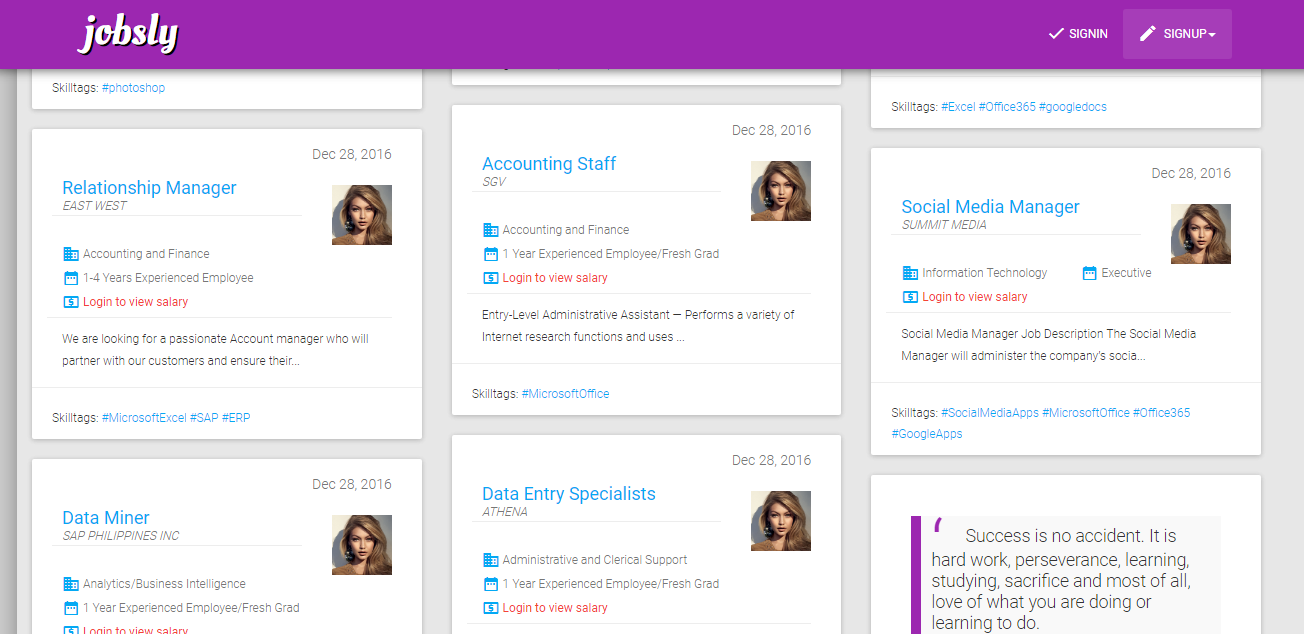 jobsly
SIGNIN
SIGNUP
Skilltags: #photoshop
Dec 28, 2016
Relationship Manager
EAST WEST
Accounting and Finance
1-4 Years Experienced Employee
Login to view salary
We are looking for a passionate Account manager who will
partner with our customers and ensure their...
Skilltags: #MicrosoftExcel #SAP #ERP
Dec 28, 2016
Data Miner
SAP PHILIPPINES INC
Analytics/Business Intelligence
1 Year Experienced Employee/Fresh Grad
Login to view salary
Dec 28, 2016
Accounting Staff
SGV
Accounting and Finance
1 Year Experienced Employee/Fresh Grad
Login to view salary
Entry-Level Administrative Assistant — Performs a variety of
Internet research functions and uses ...
Skilltags: #MicrosoftOffice
Dec 28, 2016
Data Entry Specialists
ATHENA
Administrative and Clerical Support
1 Year Experienced Employee/Fresh Grad
Login to view salary
Skilltags: #Excel #Office365 #googledocs
Dec 28, 2016
Social Media Manager
SUMMIT MEDIA
Information Technology
Executive
Login to view salary
Social Media Manager Job Description The Social Media
Manager will administer the company's socia...
Skilltags: #SocialMediaApps #MicrosoftOffice #Office365
#GoogleApps
Success is no accident. It is
hard work, perseverance, learning,
studying, sacrifice and most of all,
love of what you are doing or
learning to do.